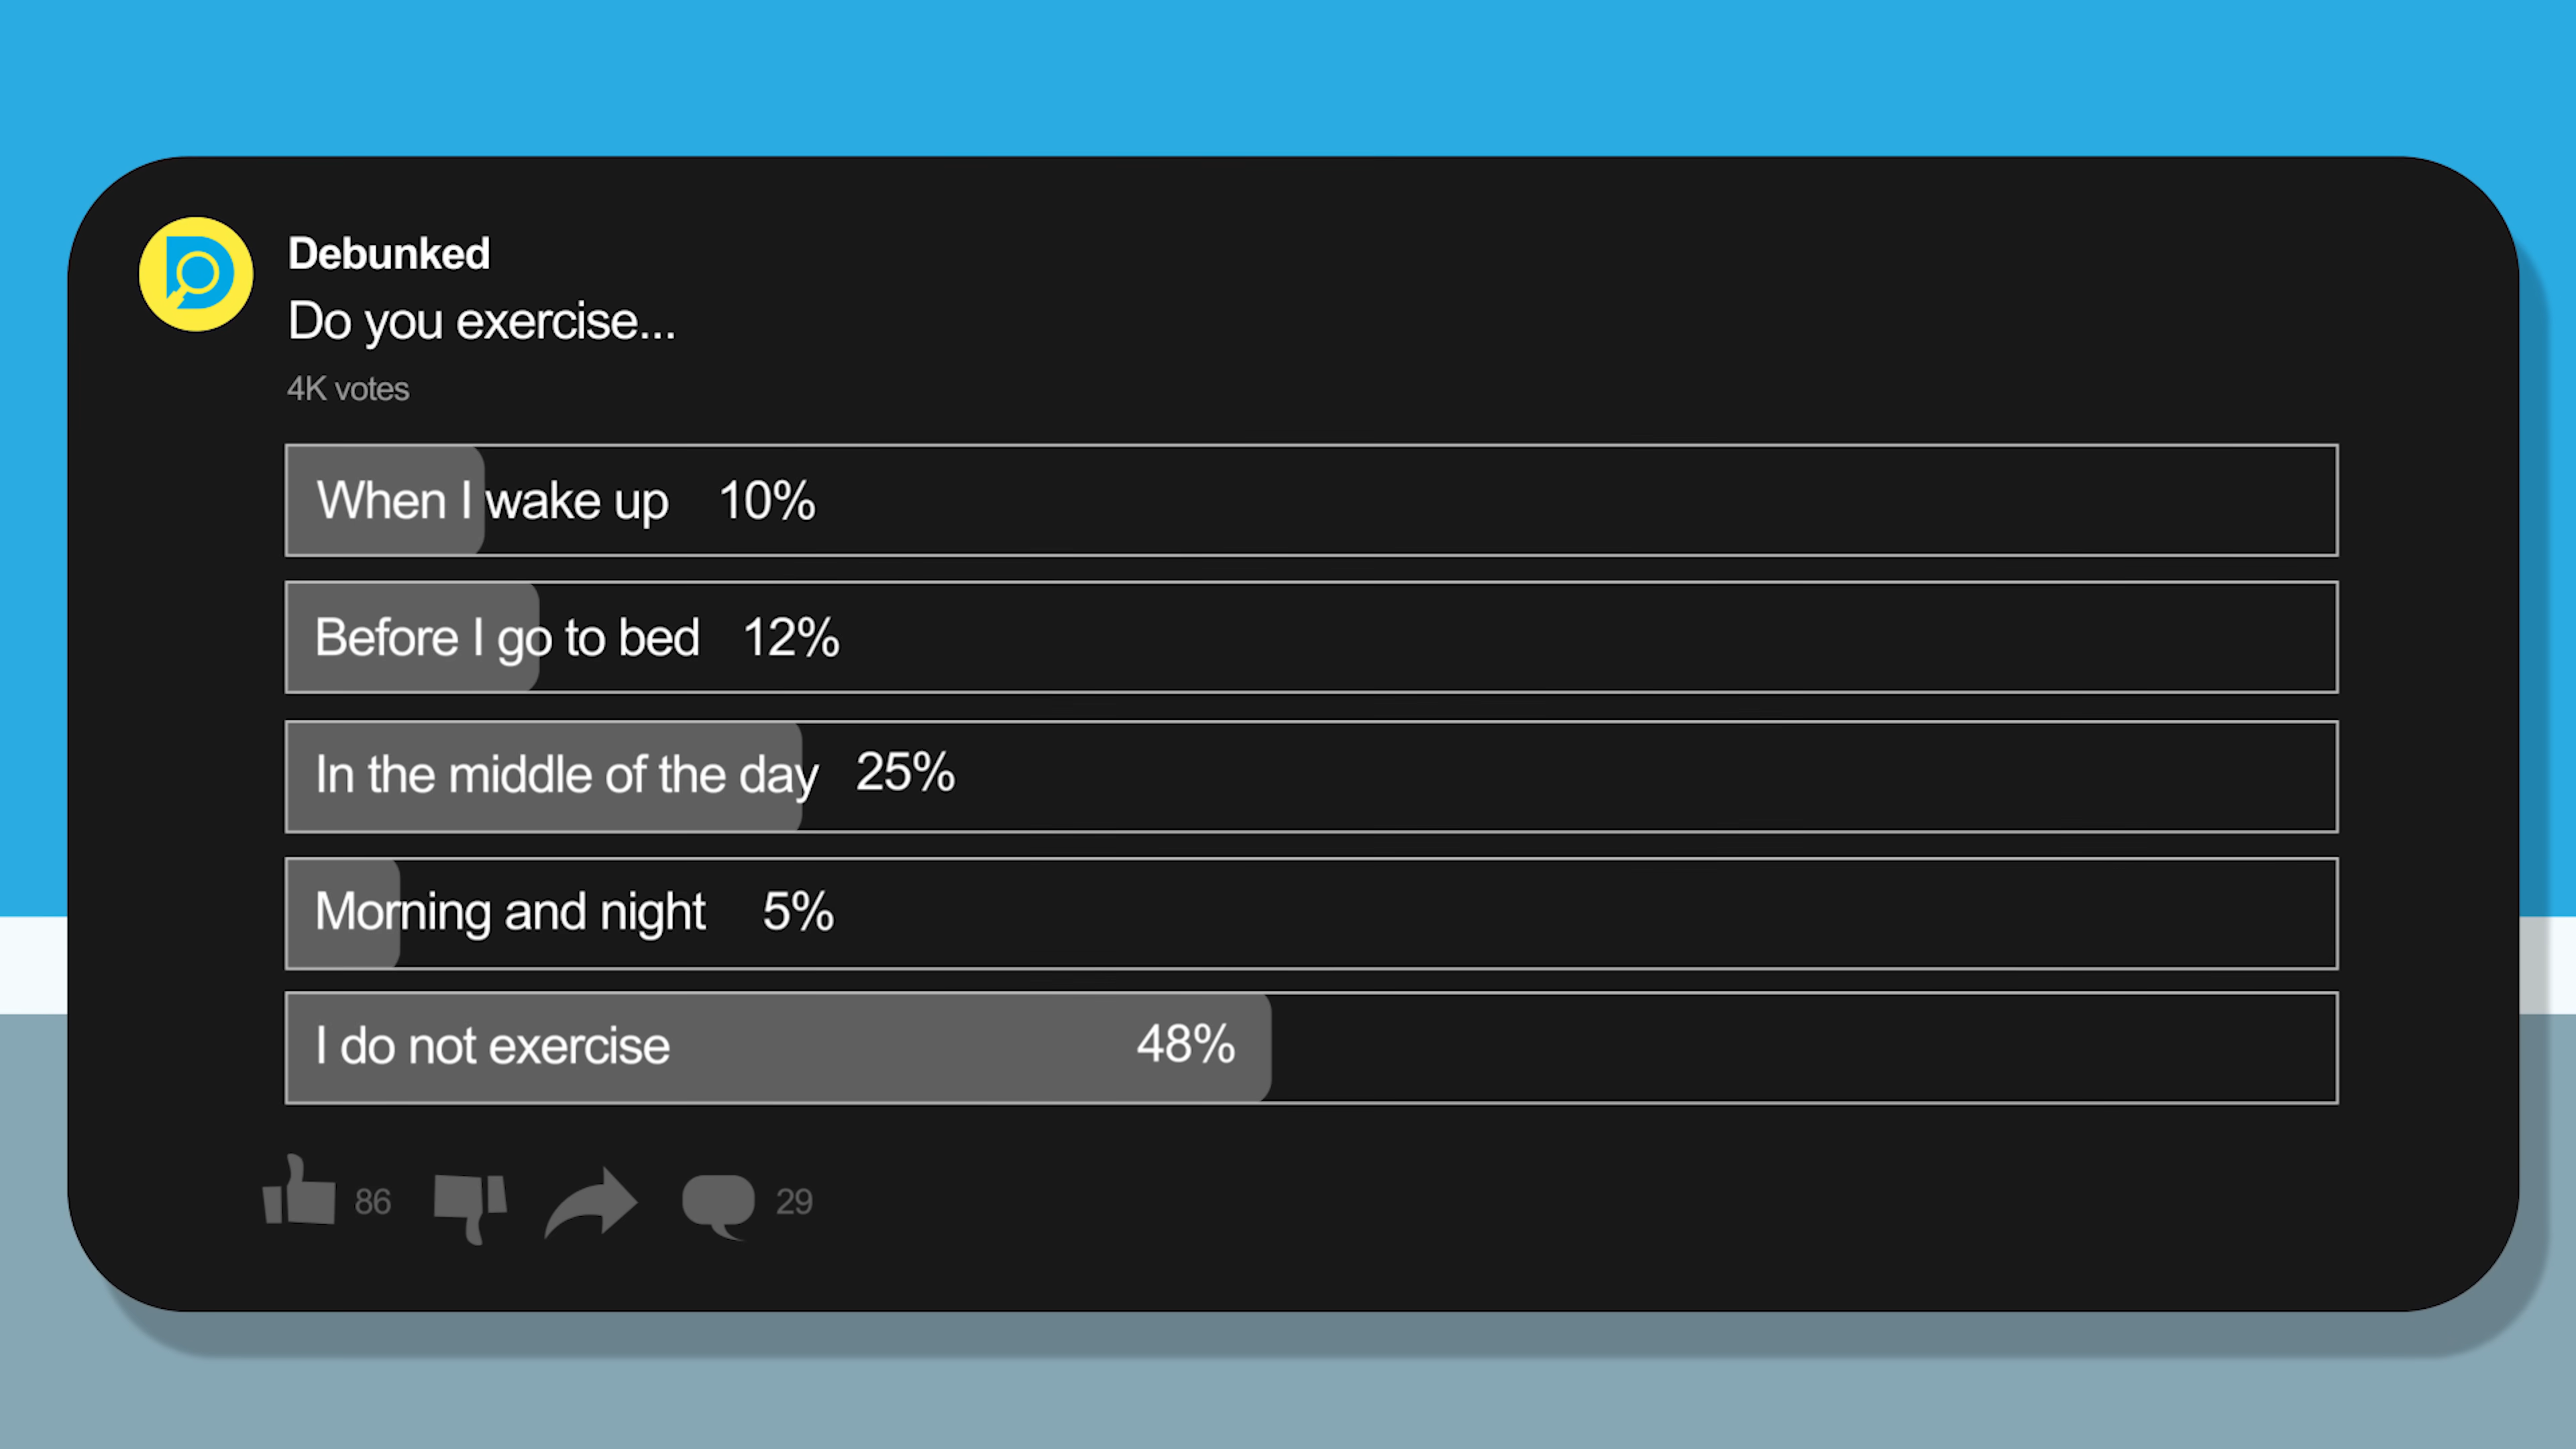 Debunked
Do you exercise...
4K votes
When I wake up 10%
Before I go to bed 12%
In the middle of the day 25%
Morning and night 5%
I do not exercise 48%
86 29